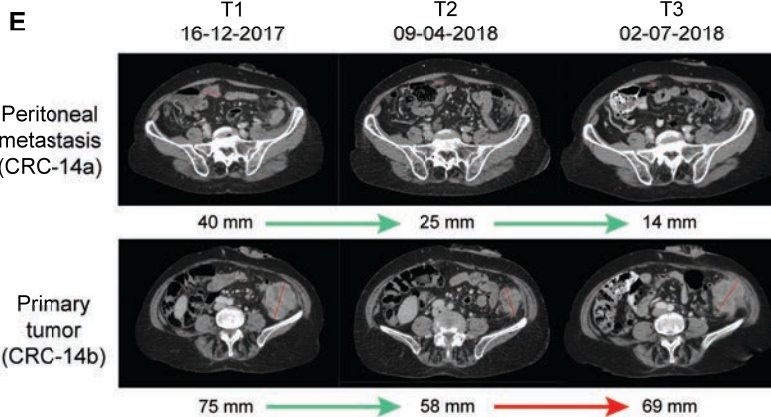 E
T1
T2
T3
16-12-2017
09-04-2018
02-07-2018
Peritoneal
metastasis
(CRC-14a)
40 mm
25 mm
14 mm
Primary
tumor
(CRC-14b)
75 mm
58 mm
69 mm